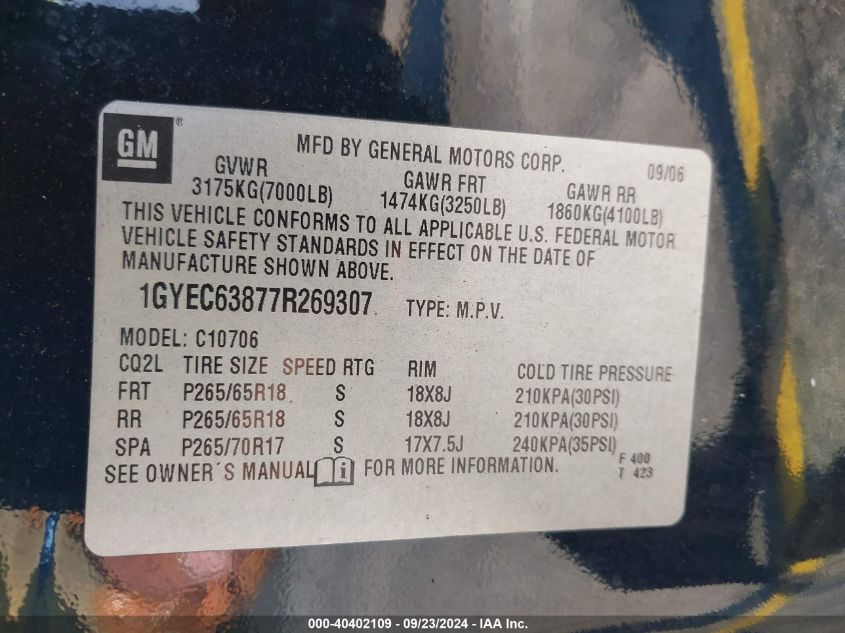 GM ®
MFD BY GENERAL MOTORS CORP. 09/06
GVWR GAWR FRT GAWR RR
3175KG(7000LB) 1474KG(3250LB) 1860KG(4100LB)
THIS VEHICLE CONFORMS TO ALL APPLICABLE U.S. FEDERAL MOTOR
VEHICLE SAFETY STANDARDS IN EFFECT ON THE DATE OF
MANUFACTURE SHOWN ABOVE.
1GYEC63877R269307 TYPE: M.P.V.
MODEL: C10706
CQ2L TIRE SIZE SPEED RTG RIM COLD TIRE PRESSURE
FRT P265/65R18 S 18X8J 210KPA(30PSI)
RR P265/65R18 S 18X8J 210KPA(30PSI)
SPA P265/70R17 S 17X7.5J 240KPA(35PSI)
SEE OWNER´S MANUAL i FOR MORE INFORMATION. F 400
T 423
000-40402109 - 09/23/2024 - IAA Inc.